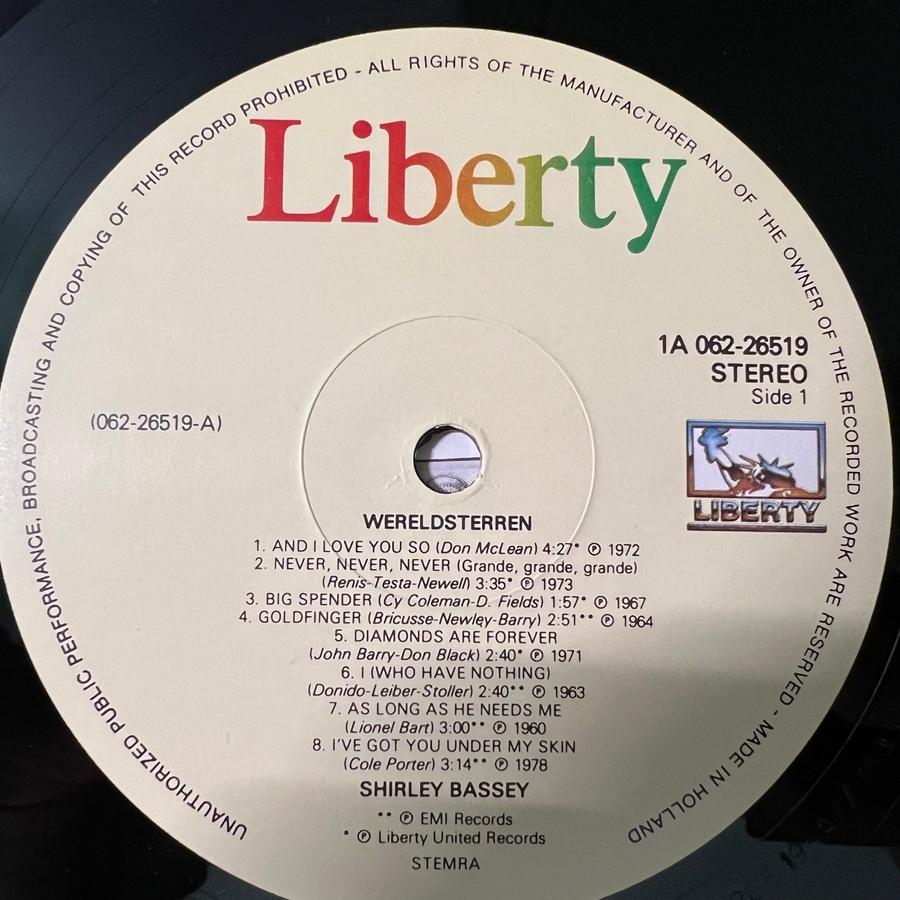 UNAUTHORIZED PUBLIC PERFORMANCE, BROADCASTING AND COPYING OF THIS RECORD PROHIBITED - ALL RIGHTS OF THE MANUFACTURER AND OF THE OWNER OF THE RECORDED WORK ARE RESERVED - MADE IN HOLLAND
Liberty
1A 062-26519
STEREO
Side 1
(062-26519-A)
LIBERTY
WERELDSTERREN
1. AND I LOVE YOU SO (Don McLean) 4:27* ℗ 1972
2. NEVER, NEVER, NEVER (Grande, grande, grande)
(Renis-Testa-Newell) 3:35* ℗ 1973
3. BIG SPENDER (Cy Coleman-D. Fields) 1:57* ℗ 1967
4. GOLDFINGER (Bricusse-Newley-Barry) 2:51** ℗ 1964
5. DIAMONDS ARE FOREVER
(John Barry-Don Black) 2:40* ℗ 1971
6. I (WHO HAVE NOTHING)
(Donido-Leiber-Stoller) 2:40** ℗ 1963
7. AS LONG AS HE NEEDS ME
(Lionel Bart) 3:00** ℗ 1960
8. I'VE GOT YOU UNDER MY SKIN
(Cole Porter) 3:14** ℗ 1978
SHIRLEY BASSEY
** ℗ EMI Records
* ℗ Liberty United Records
STEMRA